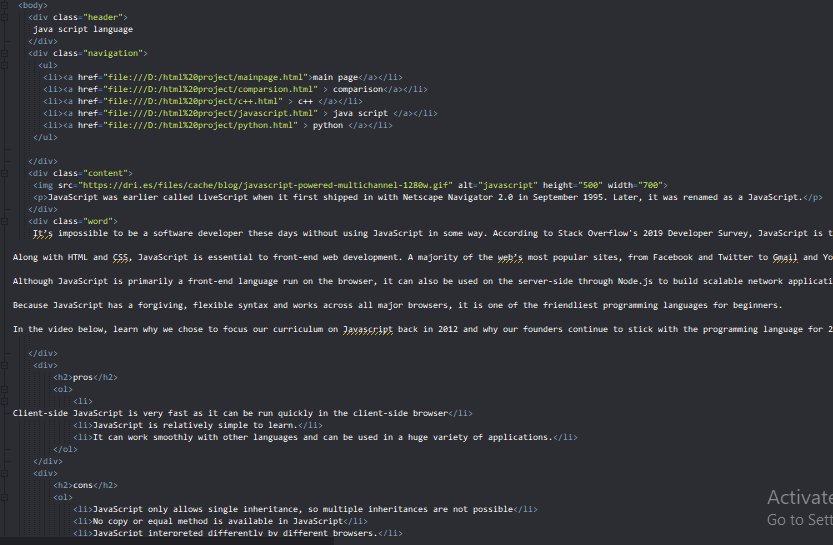 <body>
<div class="header">
java script language
</div>
<div class="navigation">
<ul>
<li><a href="file:///D:/html%20project/mainpage.html">main page</a></li>
<li><a href="file:///D:/html%20project/comparsion.html" > comparison</a></li>
<li><a href="file:///D:/html%20project/c++.html" > c++ </a></li>
<li><a href="file:///D:/html%20project/javascript.html" > java script </a></li>
<li><a href="file:///D:/html%20project/python.html" > python </a></li>
</ul>
</div>
<div class="content">
<img src="https://dri.es/files/cache/blog/javascript-powered-multichannel-1280w.gif" alt="javascript" height="500" width="700">
<p>JavaScript was earlier called LiveScript when it first shipped in with Netscape Navigator 2.0 in September 1995. Later, it was renamed as a JavaScript.</p>
</div>
<div class="word">
It’s impossible to be a software developer these days without using JavaScript in some way. According to Stack Overflow's 2019 Developer Survey, JavaScript is t
Along with HTML and CSS, JavaScript is essential to front-end web development. A majority of the web’s most popular sites, from Facebook and Twitter to Gmail and Yo
Although JavaScript is primarily a front-end language run on the browser, it can also be used on the server-side through Node.js to build scalable network applicati
Because JavaScript has a forgiving, flexible syntax and works across all major browsers, it is one of the friendliest programming languages for beginners.
In the video below, learn why we chose to focus our curriculum on Javascript back in 2012 and why our founders continue to stick with the programming language for 2
</div>
<div>
<h2>pros</h2>
<ol>
<li>
Client-side JavaScript is very fast as it can be run quickly in the client-side browser</li>
<li>JavaScript is relatively simple to learn.</li>
<li>It can work smoothly with other languages and can be used in a huge variety of applications.</li>
</ol>
</div>
<div>
<h2>cons</h2>
<ol>
<li>JavaScript only allows single inheritance, so multiple inheritances are not possible</li>
<li>No copy or equal method is available in JavaScript</li>
<li>JavaScript interpreted differently by different browsers.</li>
Activate
Go to Sett